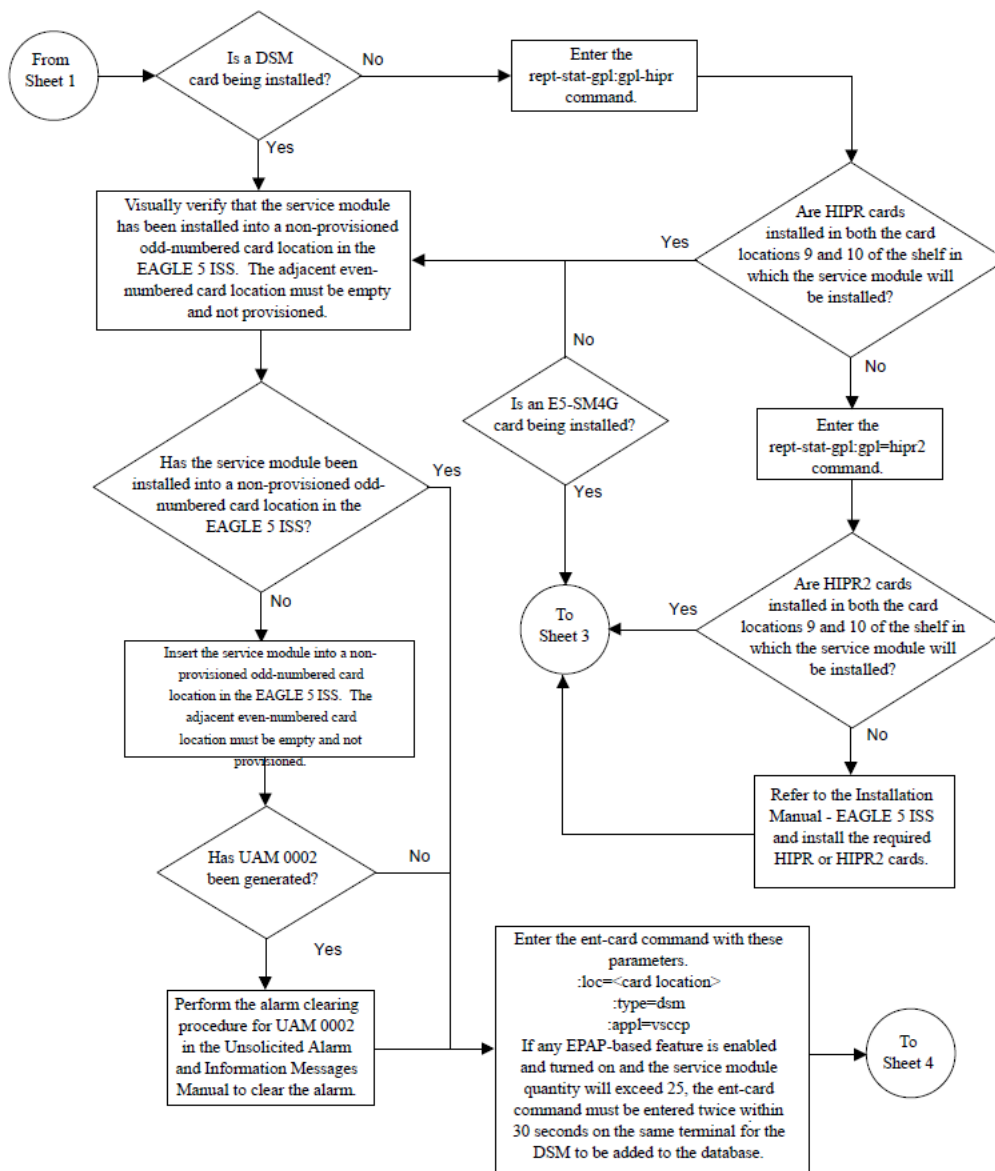 From
Sheet 1
Is a DSM
card being installed?
No
Enter the
rept-stat-gpl:gpl-hipr
command.
Yes
Visually verify that the service module
has been installed into a non-provisioned
odd-numbered card location in the
EAGLE 5 ISS. The adjacent even-
numbered card location must be empty
and not provisioned.
Yes
Are HIPR cards
installed in both the card
locations 9 and 10 of the shelf in
which the service module will
be installed?
No
No
Is an E5-SM4G
card being installed?
Yes
Enter the
rept-stat-gpl:gpl=hipr2
command.
Has the service module been
installed into a non-provisioned odd-
numbered card location in the
EAGLE 5 ISS?
Yes
No
To
Sheet 3
Yes
Are HIPR2 cards
installed in both the card
locations 9 and 10 of the shelf in
which the service module will
be installed?
No
Insert the service module into a non-
provisioned odd-numbered card
location in the EAGLE 5 ISS. The
adjacent even-numbered card
location must be empty and not
provisioned.
Refer to the Installation
Manual - EAGLE 5 ISS
and install the required
HIPR or HIPR2 cards.
Has UAM 0002
been generated?
No
Yes
Perform the alarm clearing
procedure for UAM 0002
in the Unsolicited Alarm
and Information Messages
Manual to clear the alarm.
Enter the ent-card command with these
parameters.
:loc=<card location>
:type=dsm
:appl=vsccp
If any EPAP-based feature is enabled
and turned on and the service module
quantity will exceed 25, the ent-card
command must be entered twice within
30 seconds on the same terminal for the
DSM to be added to the database.
To
Sheet 4